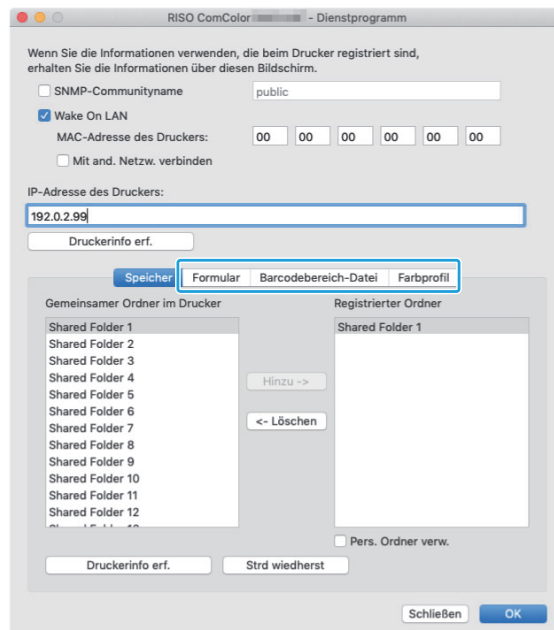 RISO ComColor - Dienstprogramm
Wenn Sie die Informationen verwenden, die beim Drucker registriert sind,
erhalten Sie die Informationen über diesen Bildschirm.
SNMP-Communityname public
Wake On LAN
MAC-Adresse des Druckers: 00 00 00 00 00 00
Mit and. Netzw. verbinden
IP-Adresse des Druckers:
192.0.2.99
Druckerinfo erf.
Speicher Formular Barcodebereich-Datei Farbprofil
Gemeinsamer Ordner im Drucker Registrierter Ordner
Shared Folder 1 Shared Folder 1
Shared Folder 2
Shared Folder 3
Shared Folder 4
Hinzu ->
Shared Folder 5
Shared Folder 6
<- Löschen
Shared Folder 7
Shared Folder 8
Shared Folder 9
Shared Folder 10
Shared Folder 11
Shared Folder 12
Pers. Ordner verw.
Druckerinfo erf. Strd wiedherst
Schließen OK